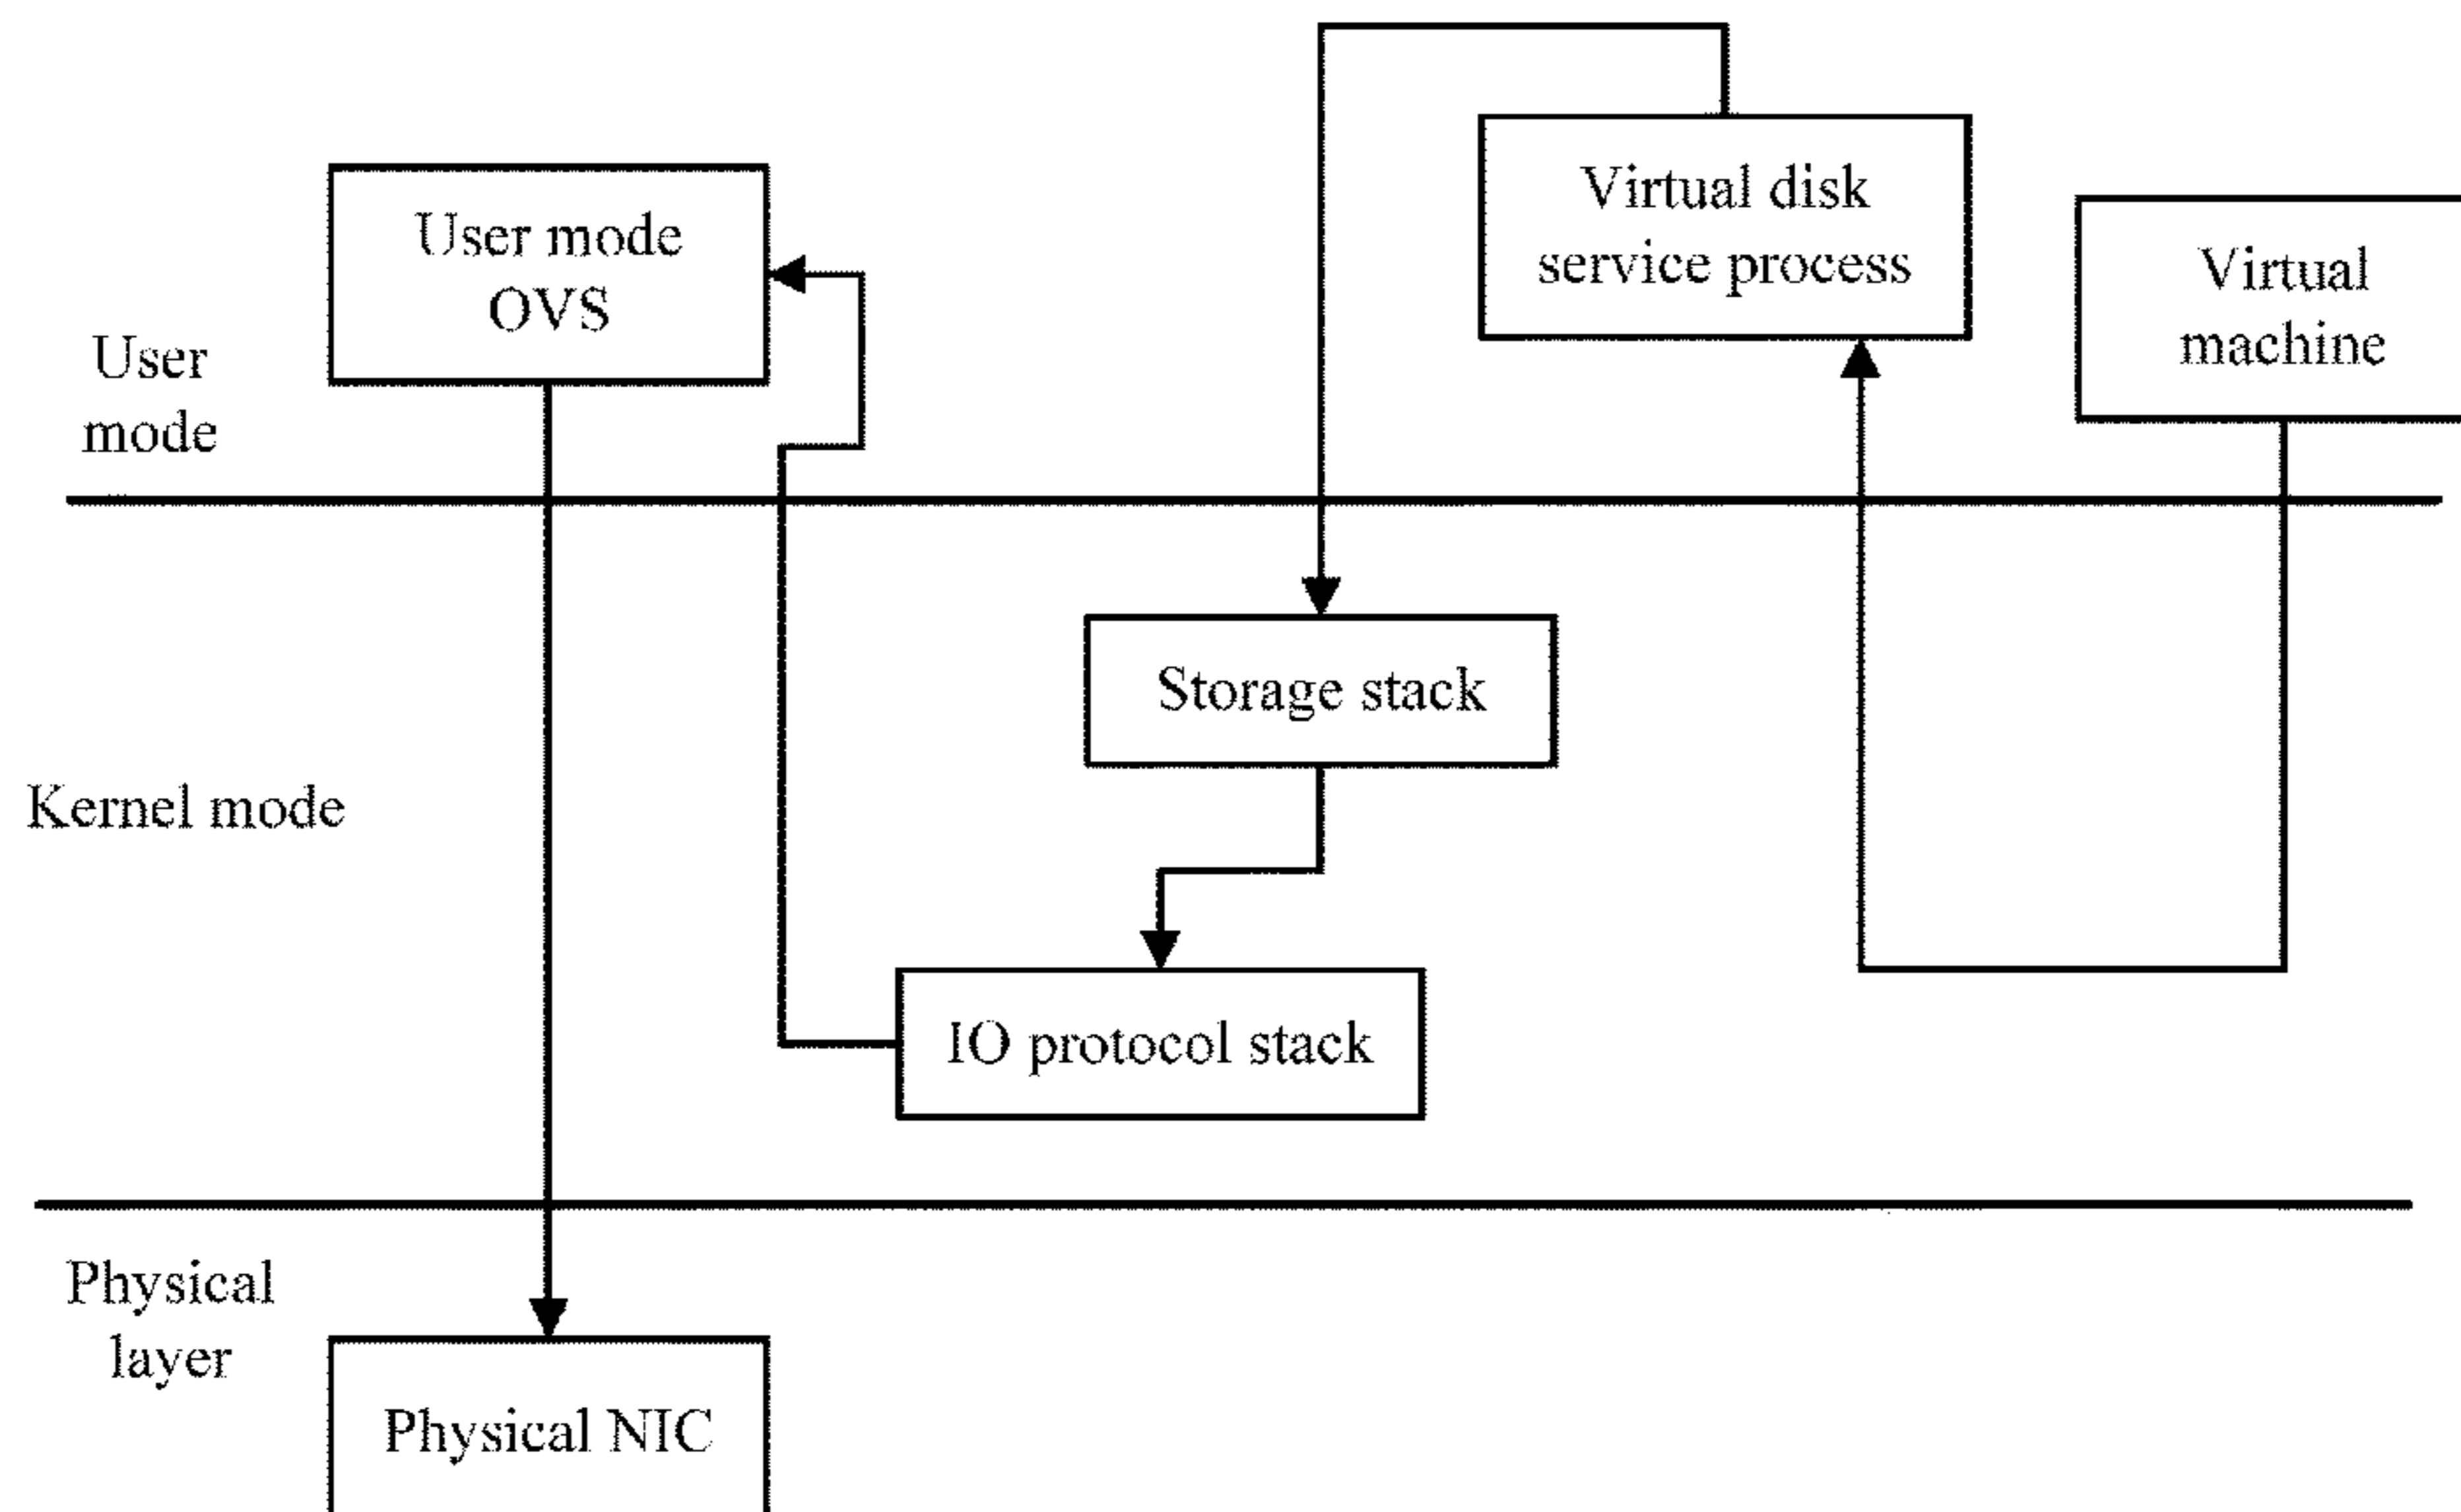 User mode
OVS
Virtual disk
service process
Virtual
machine
User
mode
Storage stack
Kernel mode
IO protocol stack
Physical
layer
Physical NIC